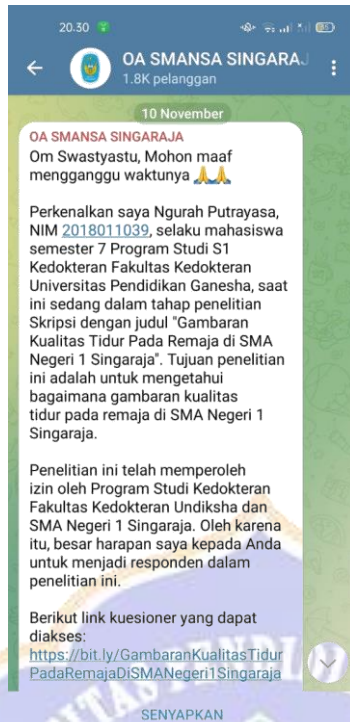 20.30
OA SMANSA SINGARAJ
1.8K pelanggan
10 November
OA SMANSA SINGARAJA
Om Swastyastu, Mohon maaf
mengganggu waktunya 🙏🙏
Perkenalkan saya Ngurah Putrayasa,
NIM 2018011039, selaku mahasiswa
semester 7 Program Studi S1
Kedokteran Fakultas Kedokteran
Universitas Pendidikan Ganesha, saat
ini sedang dalam tahap penelitian
Skripsi dengan judul "Gambaran
Kualitas Tidur Pada Remaja di SMA
Negeri 1 Singaraja". Tujuan penelitian
ini adalah untuk mengetahui
bagaimana gambaran kualitas
tidur pada remaja di SMA Negeri 1
Singaraja.
Penelitian ini telah memperoleh
izin oleh Program Studi Kedokteran
Fakultas Kedokteran Undiksha dan
SMA Negeri 1 Singaraja. Oleh karena
itu, besar harapan saya kepada Anda
untuk menjadi responden dalam
penelitian ini.
Berikut link kuesioner yang dapat
diakses:
https://bit.ly/GambaranKualitasTidur
PadaRemajaDiSMANegeri1Singaraja
SENYAPKAN